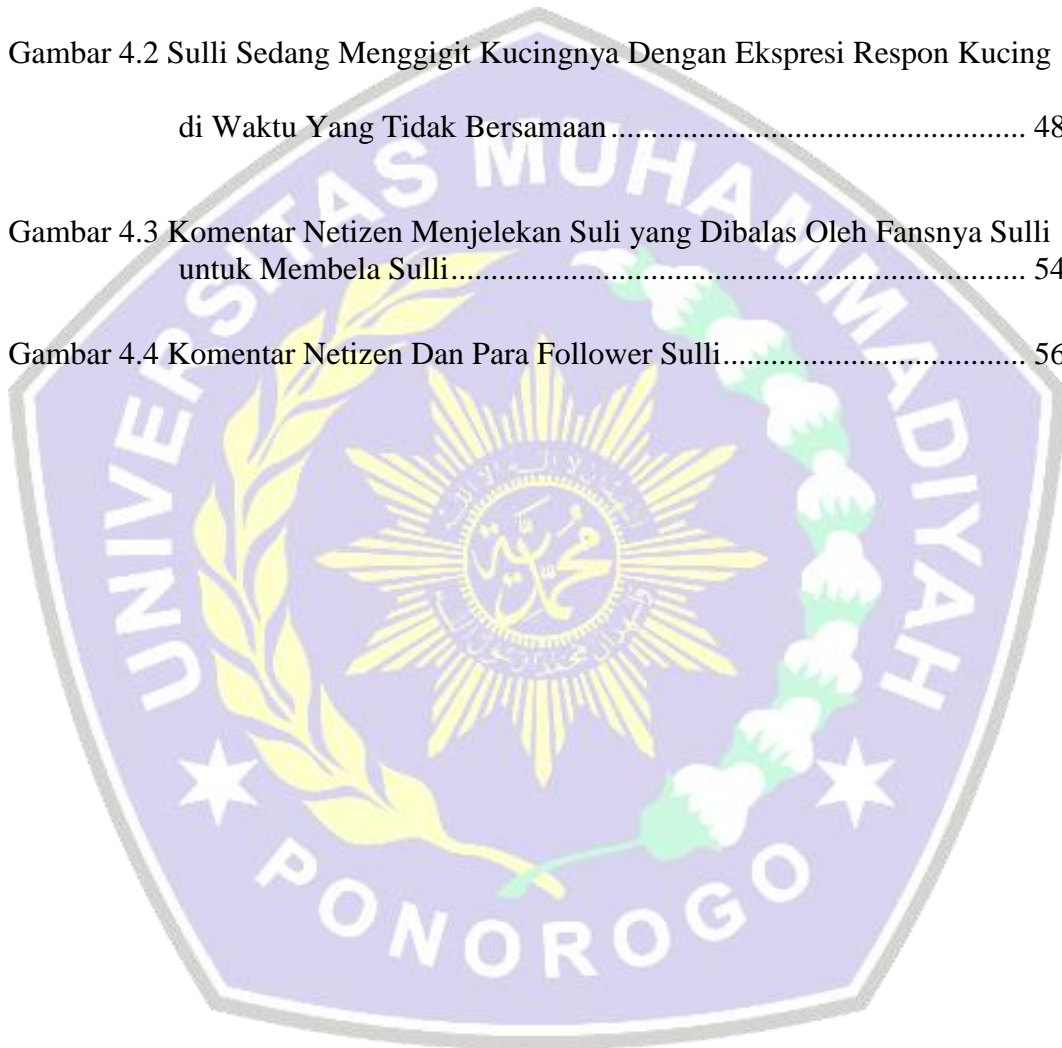 Gambar 4.2 Sulli Sedang Menggigit Kucingnya Dengan Ekspresi Respon Kucing
di Waktu Yang Tidak Bersamaan .................................................... 48
Gambar 4.3 Komentar Netizen Menjelekan Suli yang Dibalas Oleh Fansnya Sulli
untuk Membela Sulli ....................................................................... 54
Gambar 4.4 Komentar Netizen Dan Para Follower Sulli ...................................... 56
UNIVERSITAS MUHAMMADIYAH
PONOROGO